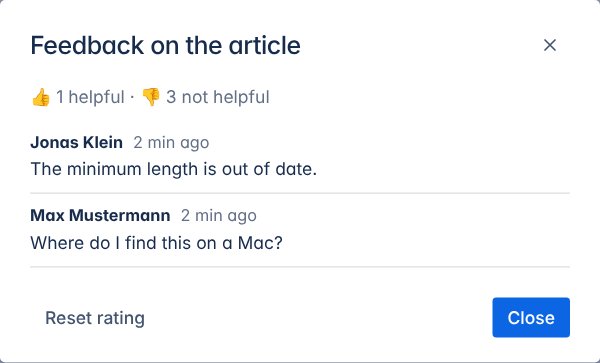 Feedback on the article
👍 1 helpful · 👎 3 not helpful
Jonas Klein 2 min ago
The minimum length is out of date.
Max Mustermann 2 min ago
Where do I find this on a Mac?
Reset rating Close